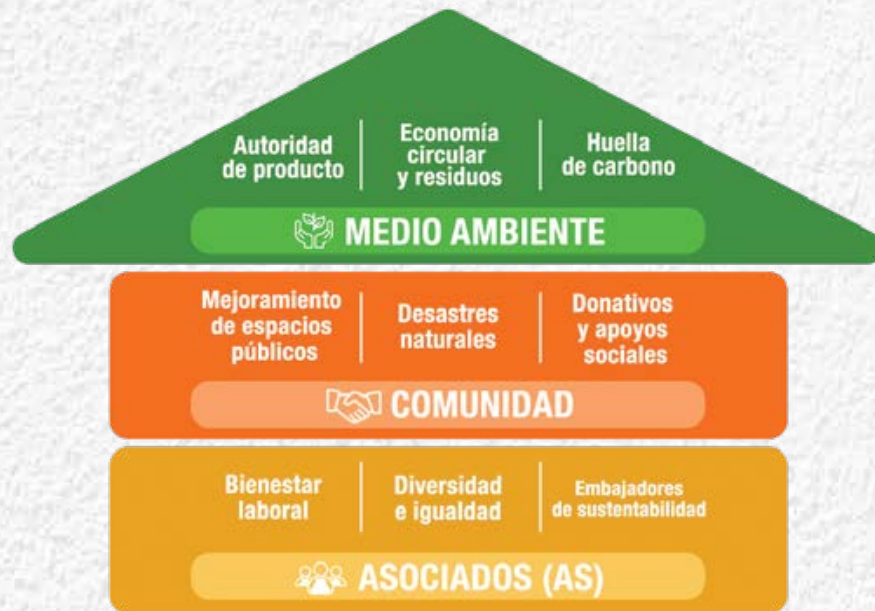 Autoridad
de producto
Economía
circular
y residuos
Huella
de carbono
MEDIO AMBIENTE
Mejoramiento
de espacios
públicos
Desastres
naturales
Donativos
y apoyos
sociales
COMUNIDAD
Bienestar
laboral
Diversidad
e igualdad
Embajadores
de sustentabilidad
ASOCIADOS (AS)